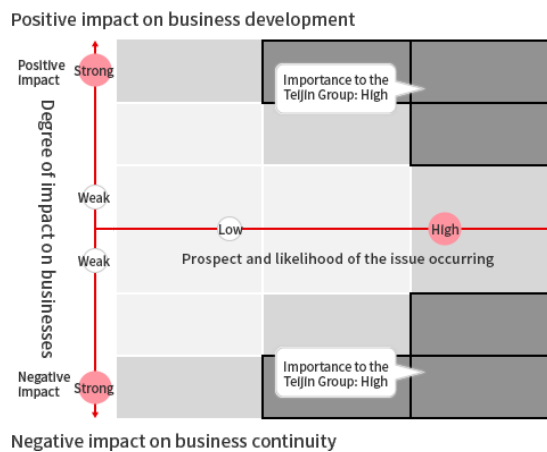 Positive impact on business development
Positive
Impact
Strong
Importance to the
Teijin Group: High
Degree of impact on businesses
Weak
Low
High
Weak
Prospect and likelihood of the issue occurring
Importance to the
Teijin Group: High
Negative
Impact
Strong
Negative impact on business continuity